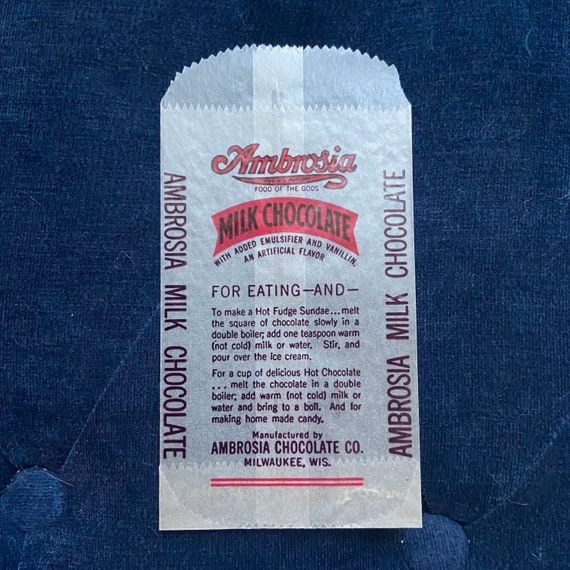 Ambrosia
FOOD OF THE GODS
MILK CHOCOLATE
WITH ADDED EMULSIFIER AND VANILLIN,
AN ARTIFICIAL FLAVOR
FOR EATING—AND—
To make a Hot Fudge Sundae...melt
the square of chocolate slowly in a
double boiler; add one teaspoon warm
(not cold) milk or water. Stir, and
pour over the ice cream.
For a cup of delicious Hot Chocolate
... melt the chocolate in a double
boiler; add warm (not cold) milk or
water and bring to a boil. And for
making home made candy.
Manufactured by
AMBROSIA CHOCOLATE CO.
MILWAUKEE, WIS.
AMBROSIA MILK CHOCOLATE
AMBROSIA MILK CHOCOLATE